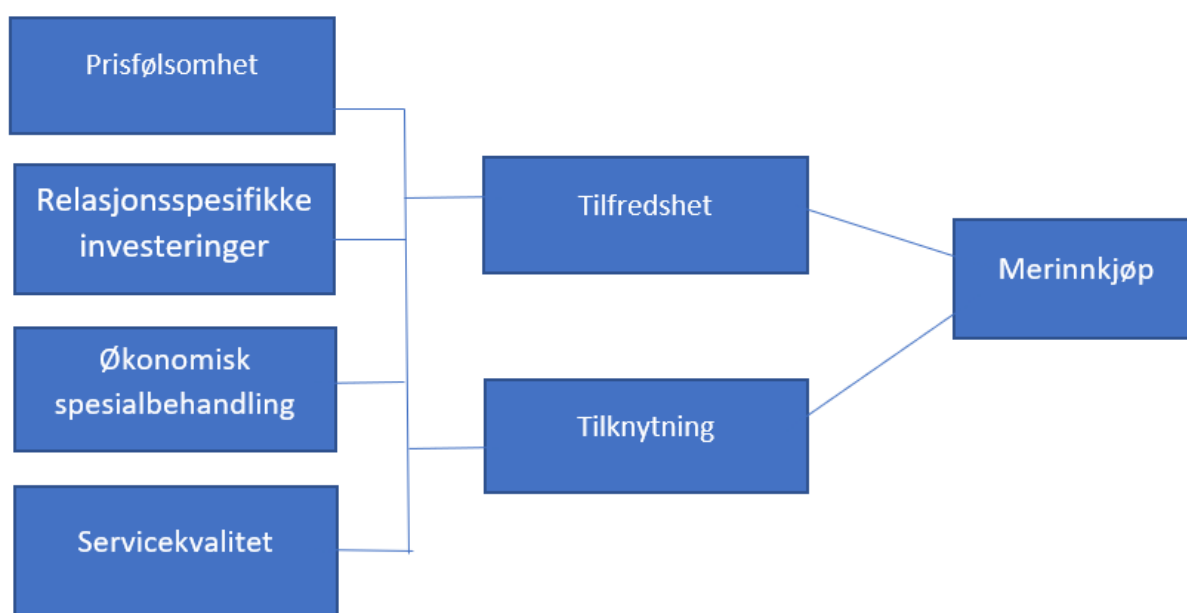 Prisfølsomhet
Relasjonsspesifikke
investeringer
Økonomisk
spesialbehandling
Servicekvalitet
Tilfredshet
Tilknytning
Merinnkjøp